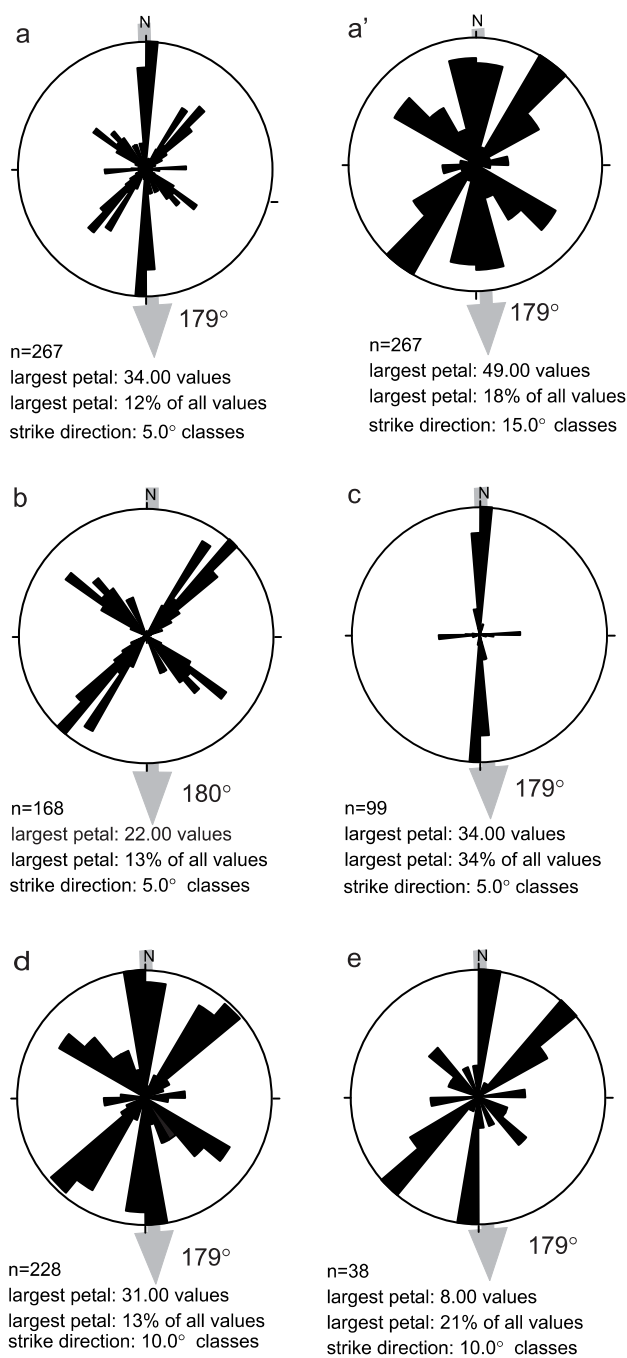 a
N
179°
n=267
largest petal: 34.00 values
largest petal: 12% of all values
strike direction: 5.0° classes
a’
N
179°
n=267
largest petal: 49.00 values
largest petal: 18% of all values
strike direction: 15.0° classes
b
N
180°
n=168
largest petal: 22.00 values
largest petal: 13% of all values
strike direction: 5.0° classes
c
N
179°
n=99
largest petal: 34.00 values
largest petal: 34% of all values
strike direction: 5.0° classes
d
N
179°
n=228
largest petal: 31.00 values
largest petal: 13% of all values
strike direction: 10.0° classes
e
N
179°
n=38
largest petal: 8.00 values
largest petal: 21% of all values
strike direction: 10.0° classes